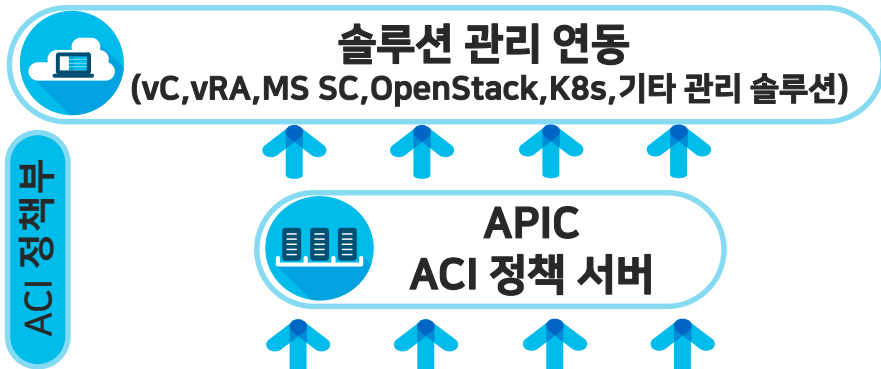 솔루션 관리 연동
(vC,vRA,MS SC,OpenStack,K8s,기타 관리 솔루션)
ACI 정책부
APIC
ACI 정책 서버